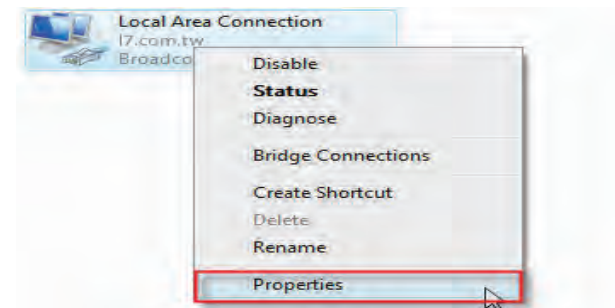 Local Area Connection
l7.com.tw
Broadco
Disable
Status
Diagnose
Bridge Connections
Create Shortcut
Delete
Rename
Properties